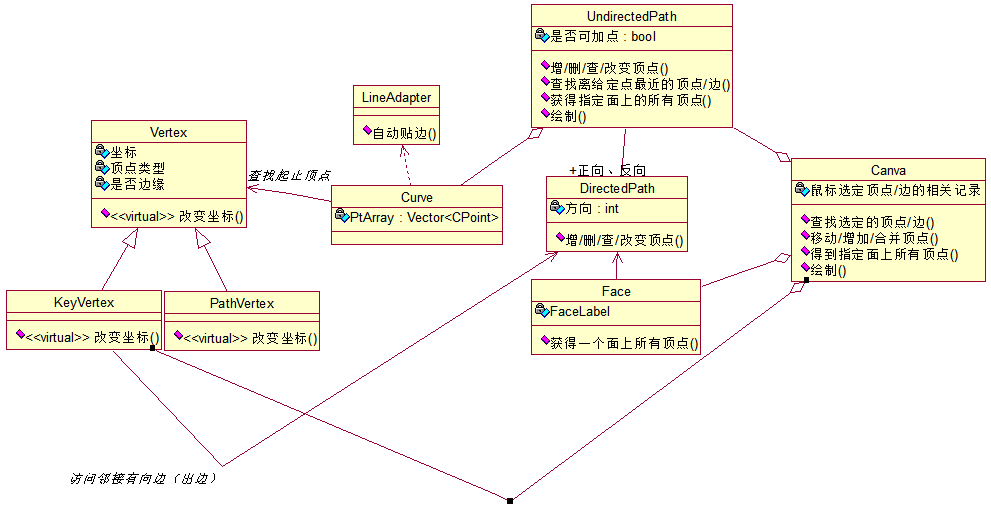 UndirectedPath
是否可加点 : bool
增/删/查/改变顶点()
查找离给定点最近的顶点/边()
获得指定面上的所有顶点()
绘制()
LineAdapter
自动贴边()
Vertex
坐标
顶点类型
是否边缘
<<virtual>> 改变坐标()
查找起止顶点
Curve
PtArray : Vector<CPoint>
+正向、反向
DirectedPath
方向 : int
增/删/查/改变顶点()
Canva
鼠标选定顶点/边的相关记录
查找选定的顶点/边()
移动/增加/合并顶点()
得到指定面上所有顶点()
绘制()
KeyVertex
<<virtual>> 改变坐标()
PathVertex
<<virtual>> 改变坐标()
Face
FaceLabel
获得一个面上所有顶点()
访问邻接有向边（出边）